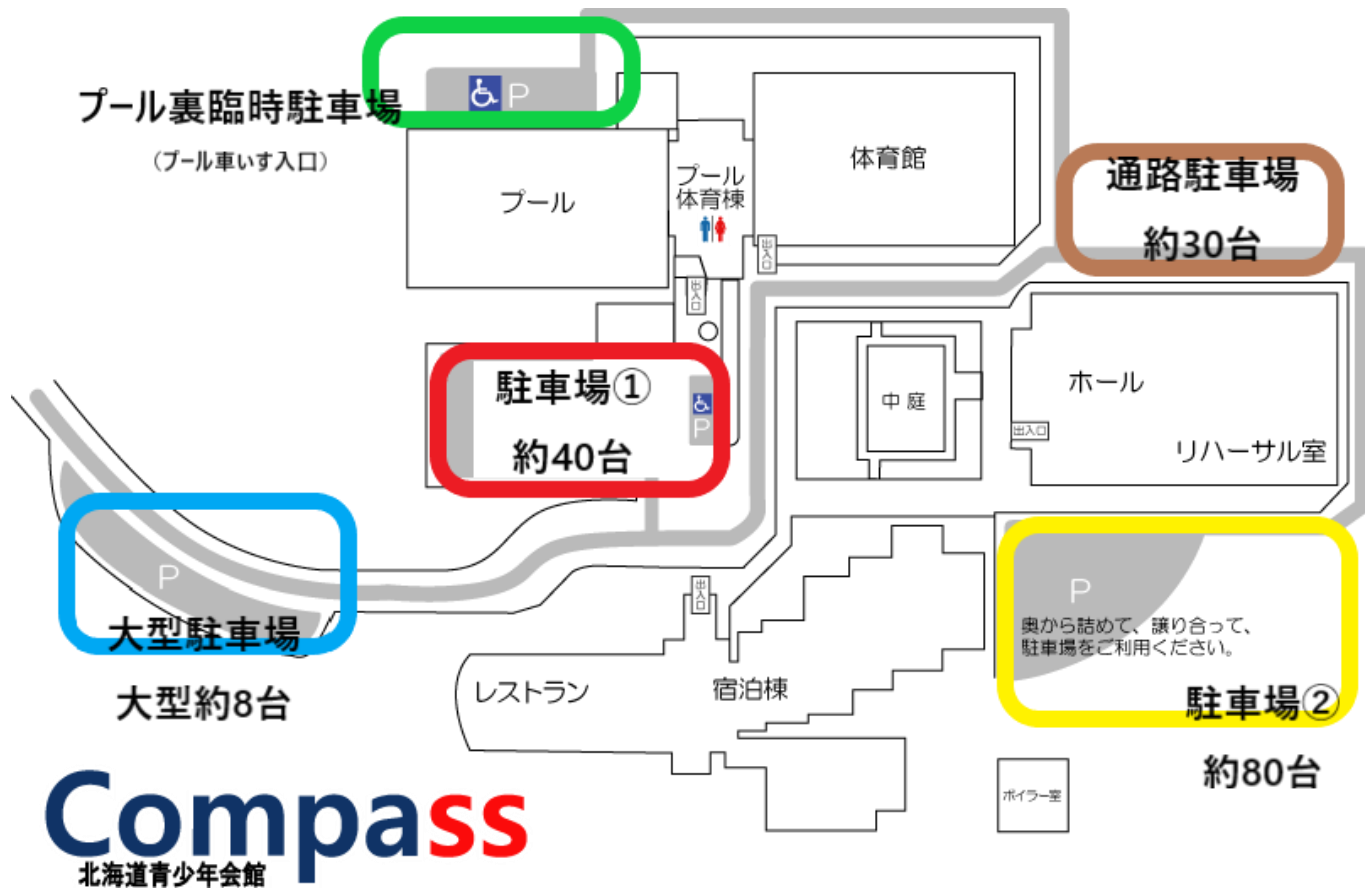 プール裏臨時駐車場
(プール車いす入口)
P
プール
プール
体育棟
体育館
出入口
出入口
通路駐車場
約30台
駐車場①
約40台
P
中庭
ホール
出入口
リハーサル室
P
大型駐車場
大型約8台
出入口
レストラン
宿泊棟
P
奥から詰めて、譲り合って、
駐車場をご利用ください。
駐車場②
約80台
ボイラー室
Compass
北海道青少年会館